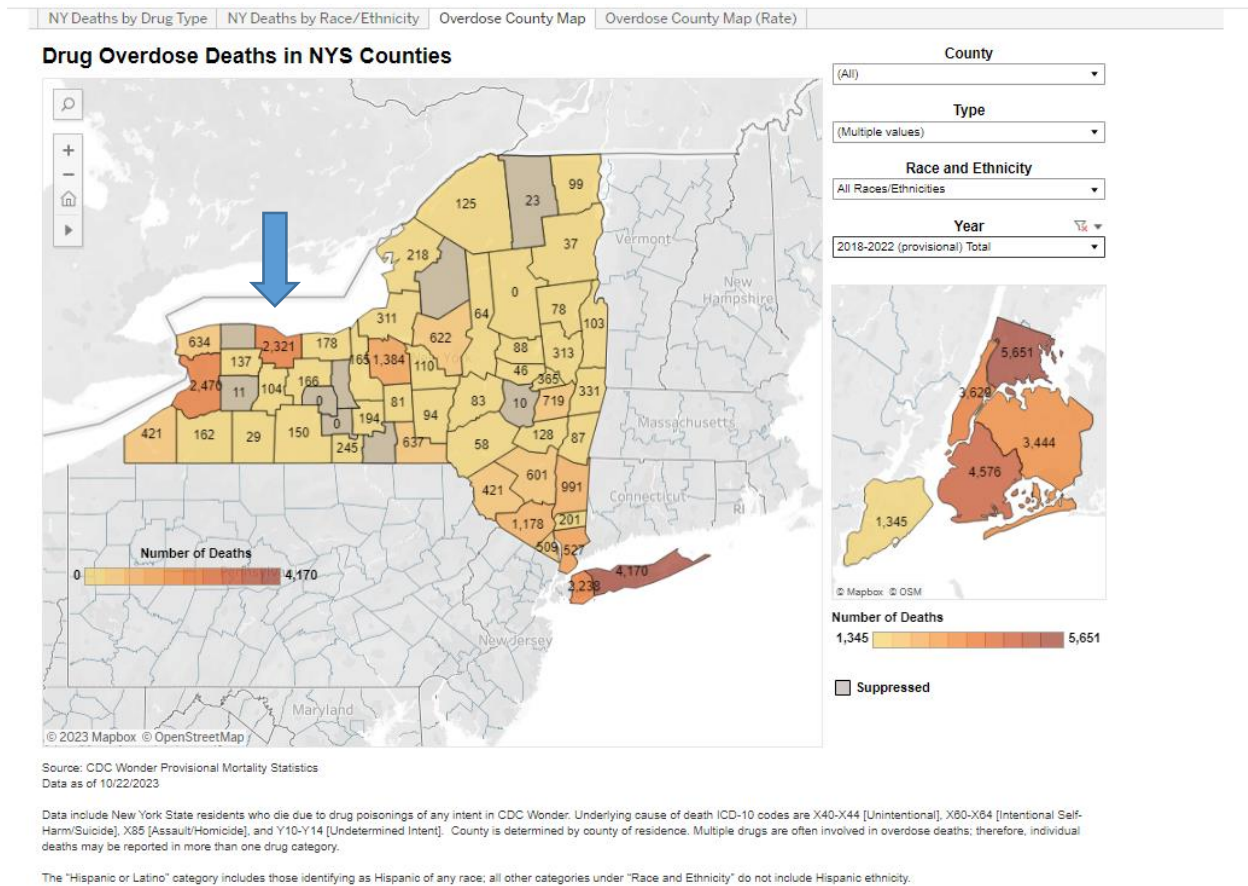 NY Deaths by Drug Type
NY Deaths by Race/Ethnicity
Overdose County Map
Overdose County Map (Rate)
Drug Overdose Deaths in NYS Counties
County
(All)
Type
(Multiple values)
Race and Ethnicity
All Races/Ethnicities
Year
2018-2022 (provisional) Total
125
23
99
218
37
Vermont
0
New
Hampshire
311
64
78
103
634
2,321
178
622
137
165
1,384
110
88
313
2,470
11
104
166
46
365
0
81
83
10
719
331
94
0
194
Massachusetts
421
162
29
150
245
637
58
128
87
601
421
991
Connecticut
RI
1,178
201
509
527
Number of Deaths
0
4,170
4,170
2,238
New Jersey
Maryland
© 2023 Mapbox © OpenStreetMap
5,651
3,629
3,444
4,576
1,345
© Mapbox © OSM
Number of Deaths
1,345
5,651
Suppressed
Source: CDC Wonder Provisional Mortality Statistics
Data as of 10/22/2023
Data include New York State residents who die due to drug poisonings of any intent in CDC Wonder. Underlying cause of death ICD-10 codes are X40-X44 [Unintentional], X60-X64 [Intentional Self-
Harm/Suicide], X85 [Assault/Homicide], and Y10-Y14 [Undetermined Intent]. County is determined by county of residence. Multiple drugs are often involved in overdose deaths; therefore, individual
deaths may be reported in more than one drug category.
The "Hispanic or Latino" category includes those identifying as Hispanic of any race; all other categories under "Race and Ethnicity" do not include Hispanic ethnicity.